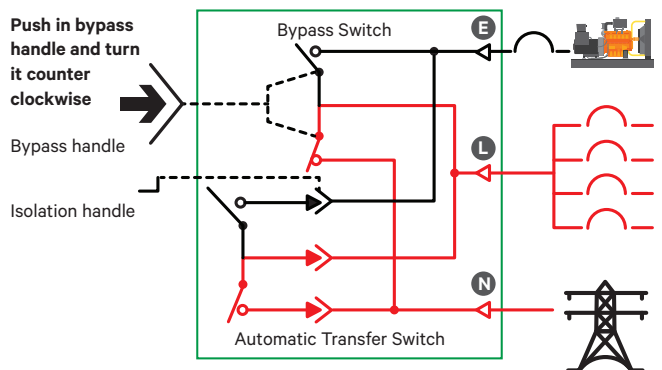 Push in bypass
handle and turn
it counter
clockwise
Bypass handle
Isolation handle
Bypass Switch
E
L
N
Automatic Transfer Switch